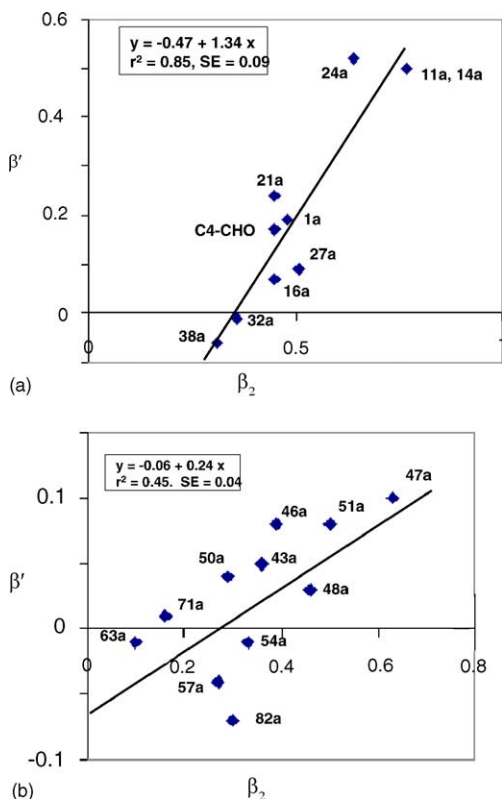 0.6
y = -0.47 + 1.34 x
r² = 0.85, SE = 0.09
24a
11a, 14a
0.4
β'
21a
1a
0.2
C4-CHO
27a
16a
0
32a
38a
0
0.5
1
(a)
β₂
y = -0.06 + 0.24 x
r² = 0.45. SE = 0.04
47a
46a
51a
0.1
50a
43a
β'
71a
48a
63a
0
54a
0
0.2
0.4
0.6
0.8
57a
82a
-0.1
(b)
β₂